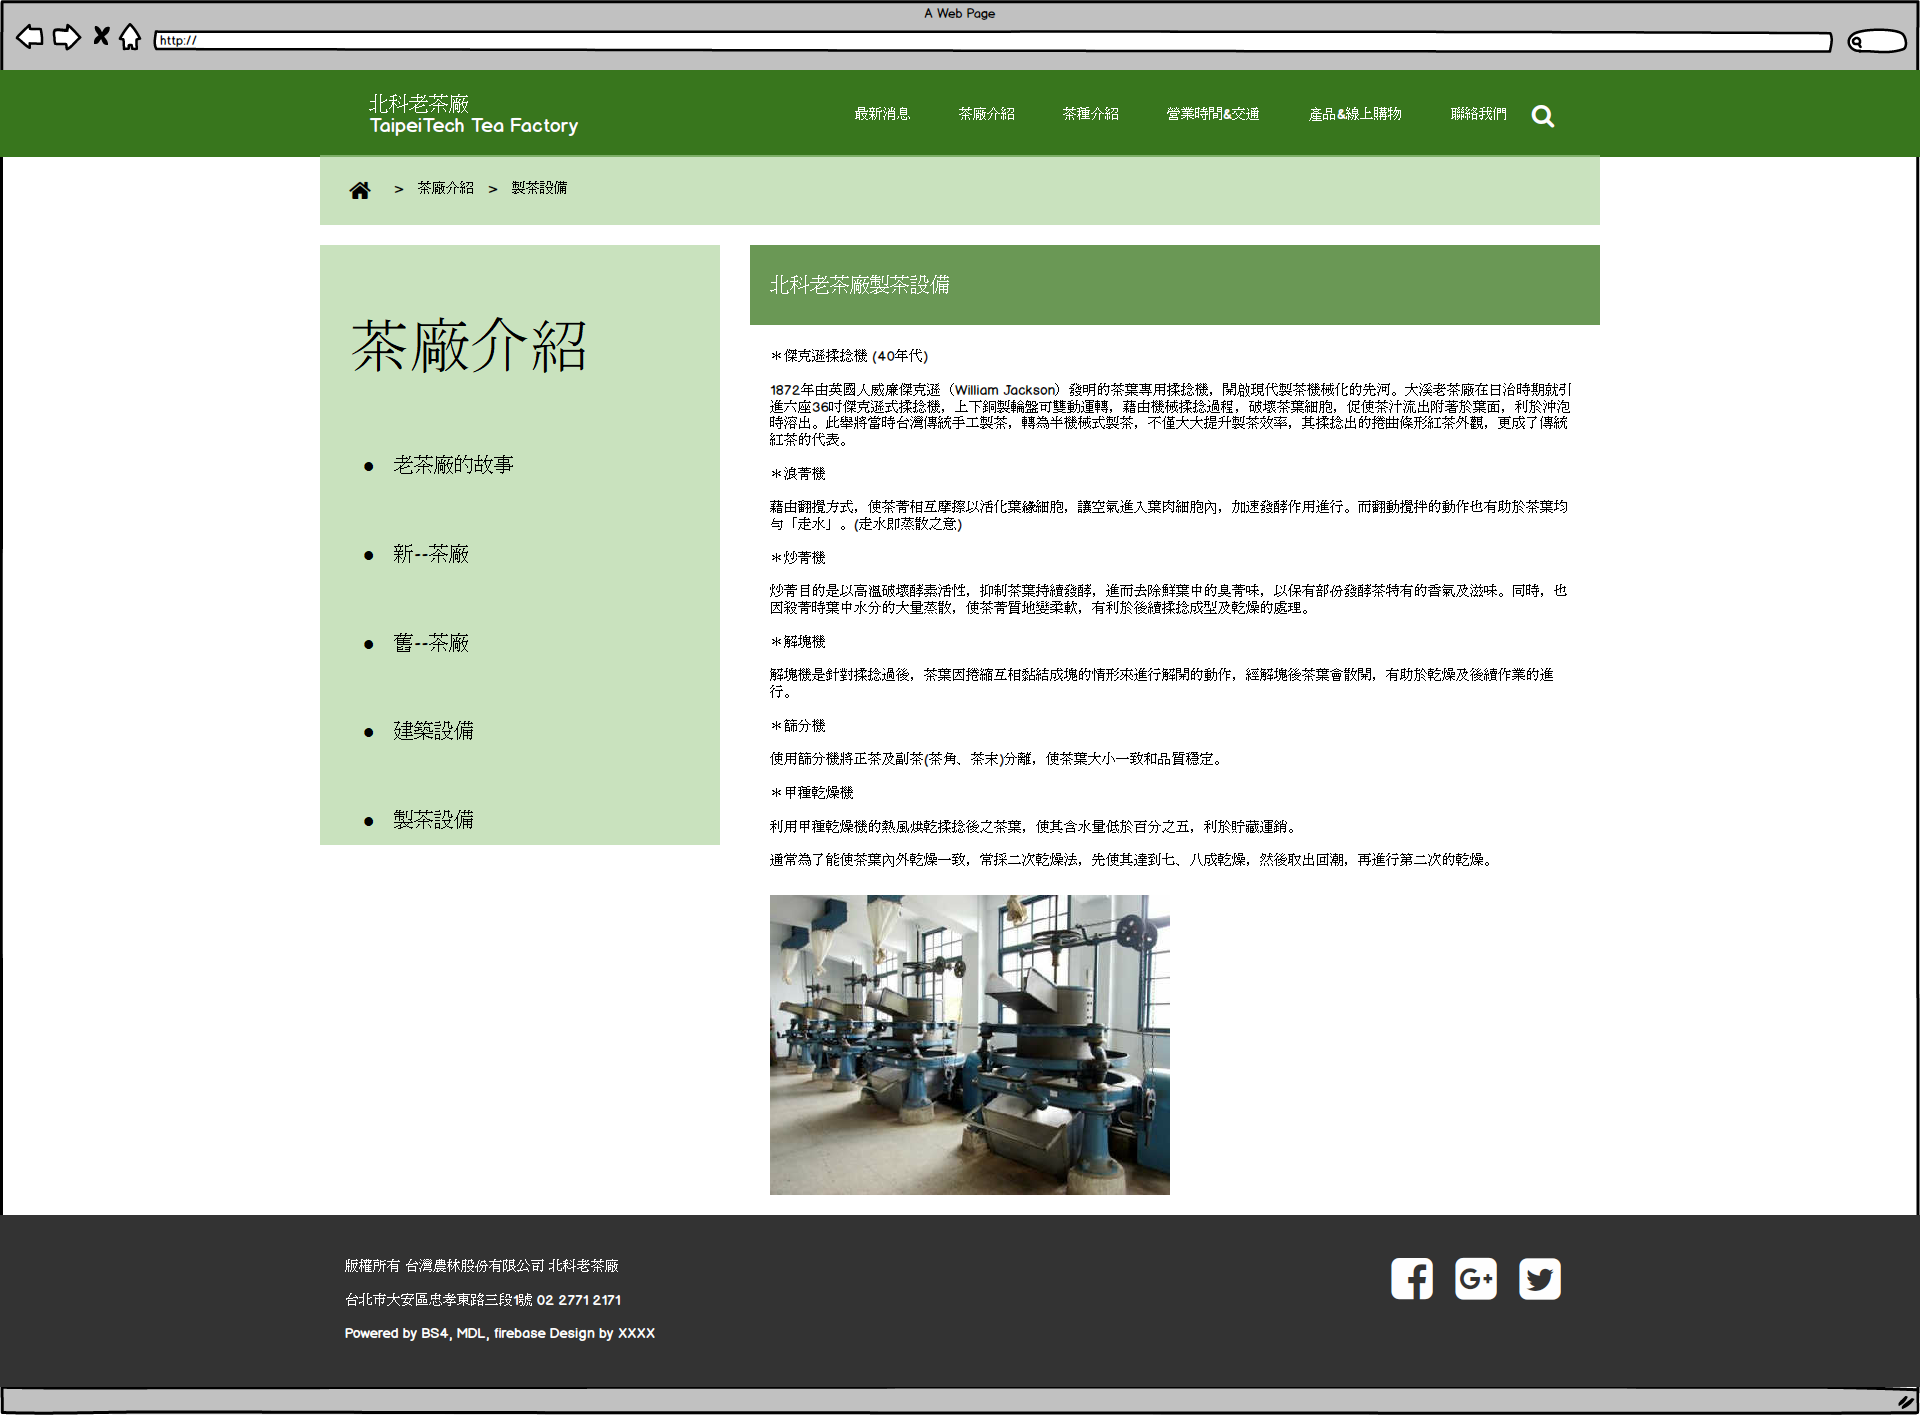 A Web Page
http://
北科老茶廠
TaipeiTech Tea Factory
最新消息 茶廠介紹 茶種介紹 營業時間&交通 產品&線上購物 聯絡我們
> 茶廠介紹 > 製茶設備
茶廠介紹
● 老茶廠的故事
● 新--茶廠
● 舊--茶廠
● 建築設備
● 製茶設備
北科老茶廠製茶設備
＊傑克遜揉捻機 (40年代)
1872年由英國人威廉傑克遜（William Jackson）發明的茶葉專用揉捻機，開啟現代製茶機械化的先河。大溪老茶廠在日治時期就引
進六座36吋傑克遜式揉捻機，上下銅製輪盤可雙動運轉，藉由機械揉捻過程，破壞茶葉細胞，促使茶汁流出附著於葉面，利於沖泡
時溶出。此舉將當時台灣傳統手工製茶，轉為半機械式製茶，不僅大大提升製茶效率，其揉捻出的捲曲條形紅茶外觀，更成了傳統
紅茶的代表。
＊浪菁機
藉由翻攪方式，使茶菁相互摩擦以活化葉緣細胞，讓空氣進入葉肉細胞內，加速發酵作用進行。而翻動攪拌的動作也有助於茶葉均
勻「走水」。(走水即蒸散之意)
＊炒菁機
炒菁目的是以高溫破壞酵素活性，抑制茶葉持續發酵，進而去除鮮葉中的臭菁味，以保有部份發酵茶特有的香氣及滋味。同時，也
因殺菁時葉中水分的大量蒸散，使茶菁質地變柔軟，有利於後續揉捻成型及乾燥的處理。
＊解塊機
解塊機是針對揉捻過後，茶葉因捲縮互相黏結成塊的情形來進行解開的動作，經解塊後茶葉會散開，有助於乾燥及後續作業的進
行。
＊篩分機
使用篩分機將正茶及副茶(茶角、茶末)分離，使茶葉大小一致和品質穩定。
＊甲種乾燥機
利用甲種乾燥機的熱風烘乾揉捻後之茶葉，使其含水量低於百分之五，利於貯藏運銷。
通常為了能使茶葉內外乾燥一致，常採二次乾燥法，先使其達到七、八成乾燥，然後取出回潮，再進行第二次的乾燥。
版權所有 台灣農林股份有限公司 北科老茶廠
台北市大安區忠孝東路三段1號 02 2771 2171
Powered by BS4, MDL, firebase Design by XXXX